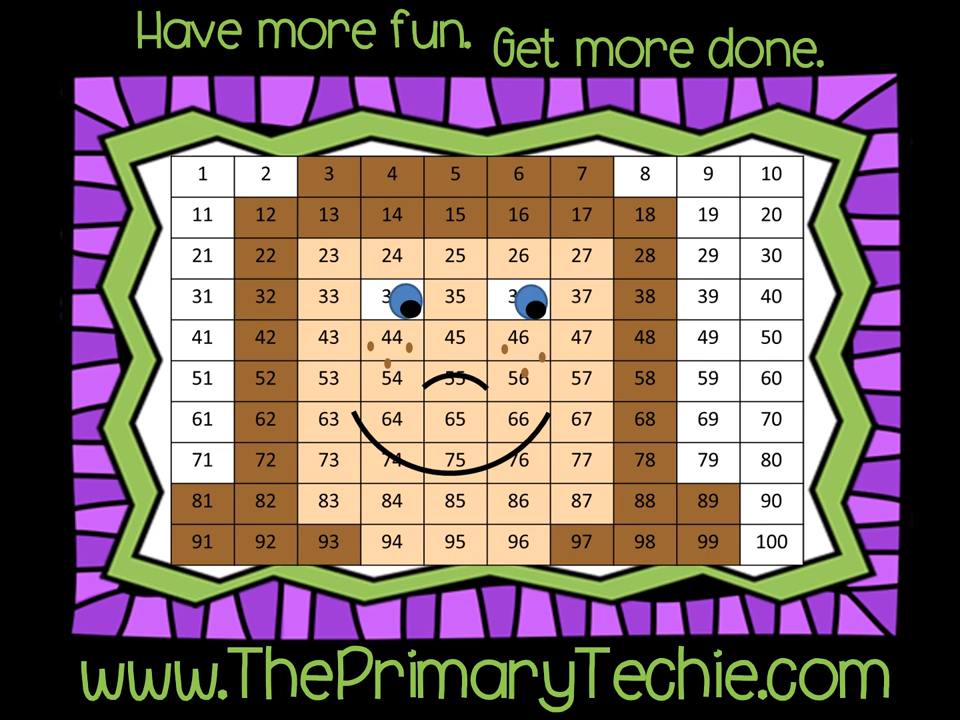 Have more fun. Get more done.
1 2 3 4 5 6 7 8 9 10
11 12 13 14 15 16 17 18 19 20
21 22 23 24 25 26 27 28 29 30
31 32 33 35 37 38 39 40
41 42 43 44 45 46 47 48 49 50
51 52 53 54 55 56 57 58 59 60
61 62 63 64 65 66 67 68 69 70
71 72 73 74 75 76 77 78 79 80
81 82 83 84 85 86 87 88 89 90
91 92 93 94 95 96 97 98 99 100
www.ThePrimaryTechie.com